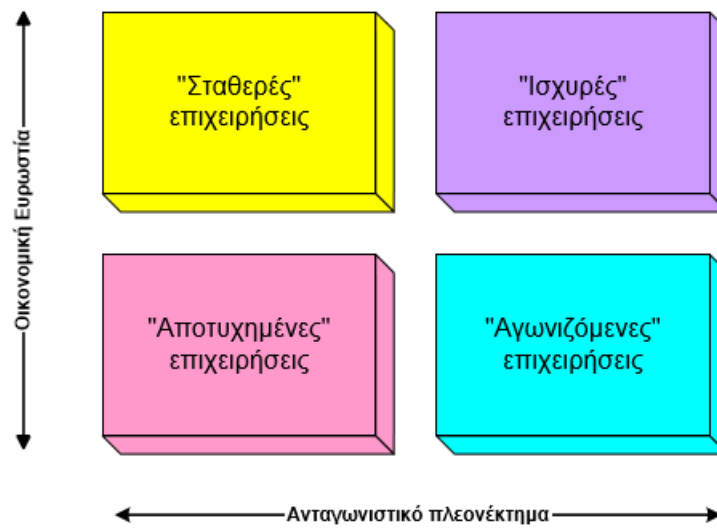 "Σταθερές"
επιχειρήσεις
"Ισχυρές"
επιχειρήσεις
Οικονομική Ευρωστία
"Αποτυχημένες"
επιχειρήσεις
"Αγωνιζόμενες"
επιχειρήσεις
Ανταγωνιστικό πλεονέκτημα